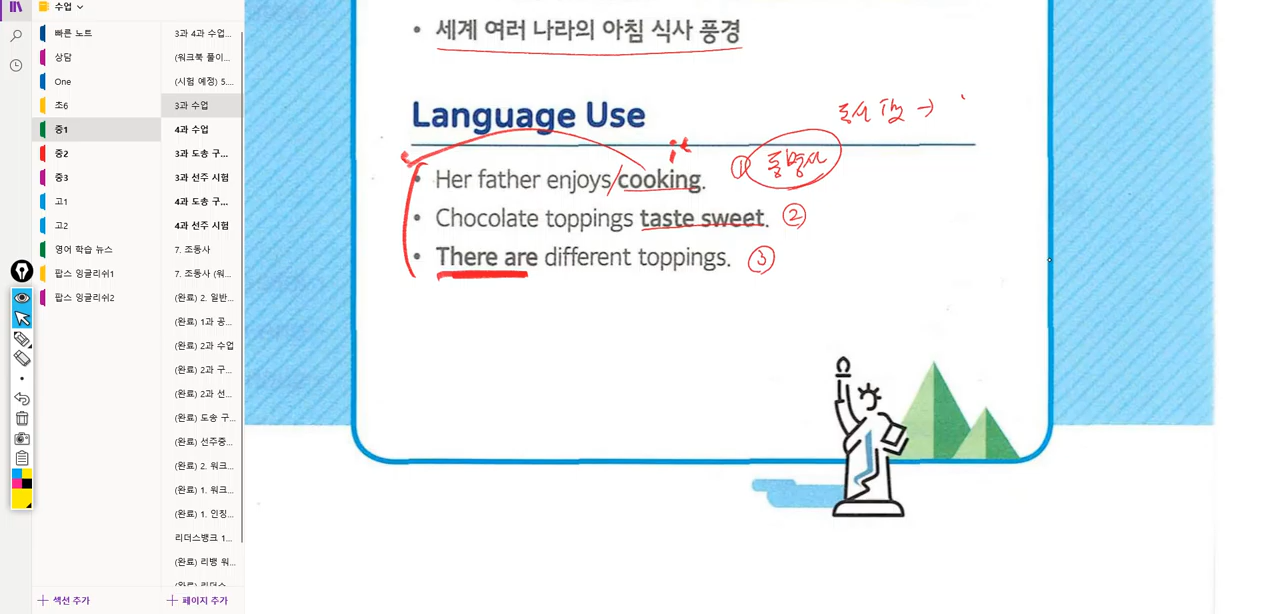 수업
빠른 노트
상담
One
초6
중1
중2
중3
고1
고2
영어 학습 뉴스
팝스 잉글리쉬1
팝스 잉글리쉬2
섹션 추가
3과 4과 수업...
(워크북 풀이...
(시험 예정) 5....
3과 수업
4과 수업
3과 도송 구...
3과 선주 시험
4과 도송 구...
4과 선주 시험
7. 조동사
7. 조동사 (워...
(완료) 2. 일반...
(완료) 1과 공...
(완료) 2과 수업
(완료) 2과 구...
(완료) 2과 선...
(완료) 도송 구...
(완료) 선주중...
(완료) 2. 워크...
(완료) 1. 워크...
(완료) 1. 인칭...
리더스뱅크 1...
(완료) 리뱅 워...
(완료) 리더스...
페이지 추가
• 세계 여러 나라의 아침 식사 풍경
Language Use
• Her father enjoys/cooking. ① 동명사
• Chocolate toppings taste sweet. ②
• There are different toppings. ③